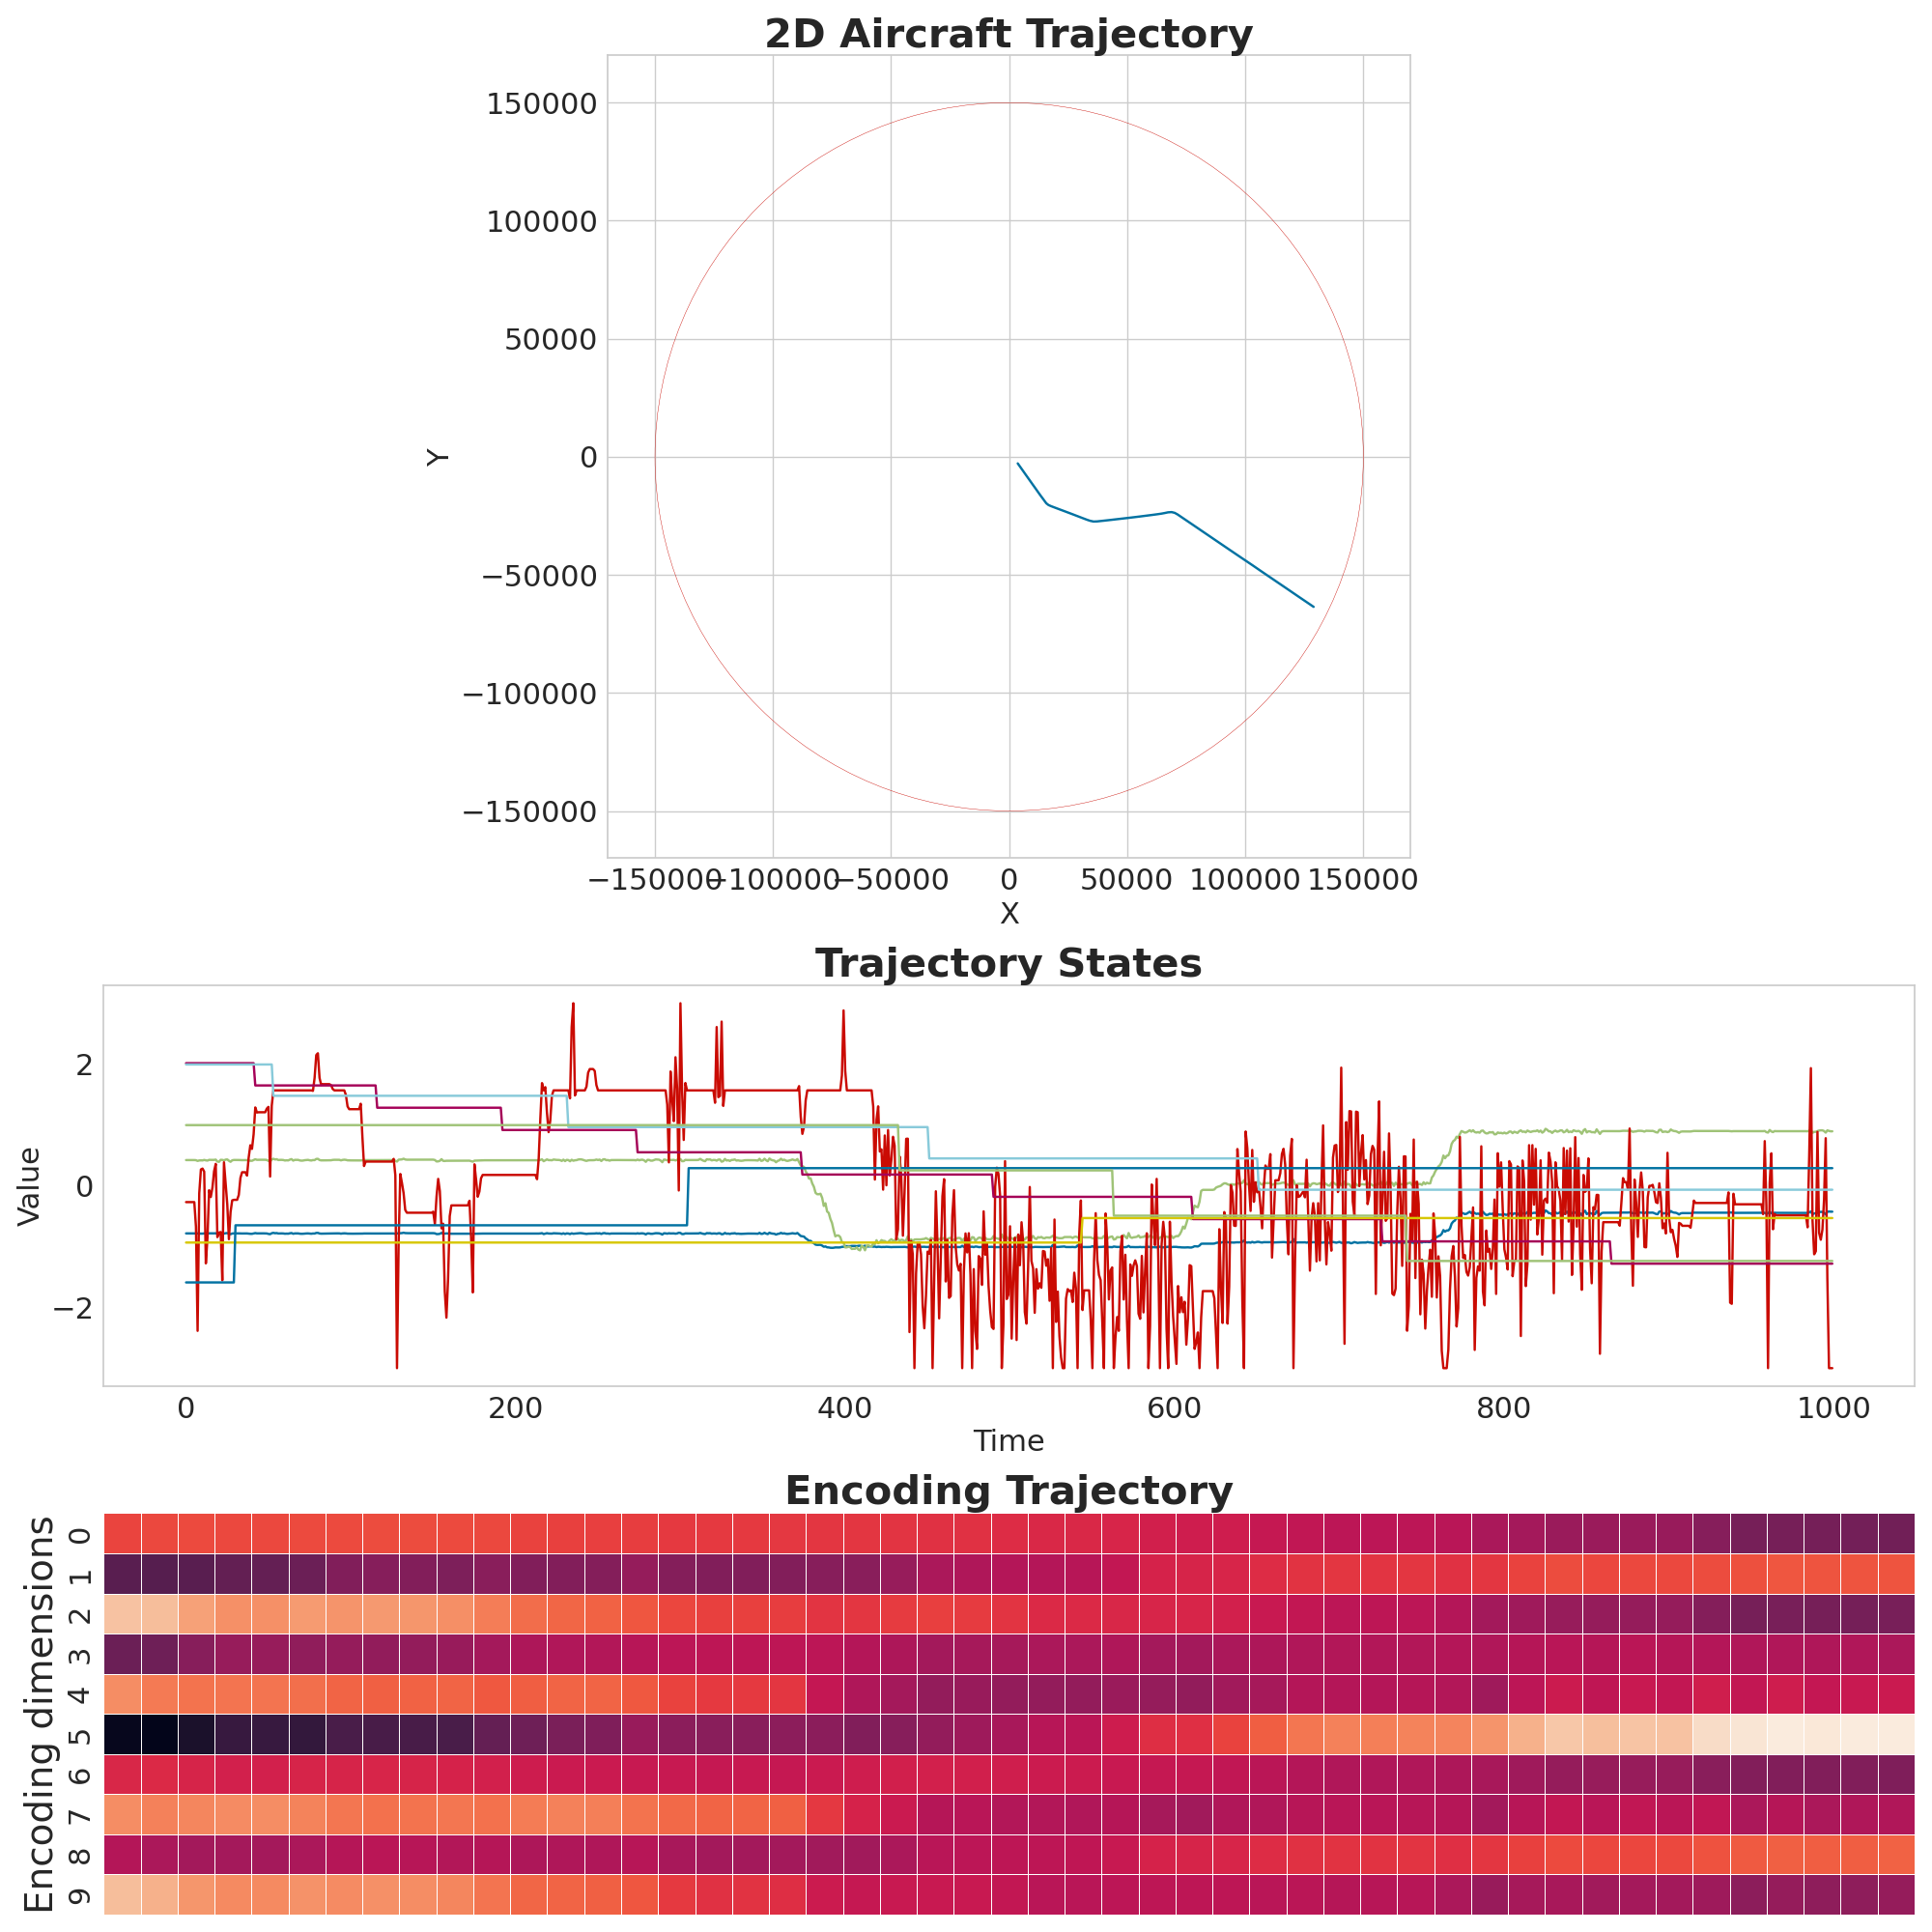 2D Aircraft Trajectory
150000
100000
50000
0
−50000
−100000
−150000
Y
−150000 −100000 −50000 0 50000 100000 150000
X
Trajectory States
2
0
−2
Value
0 200 400 600 800 1000
Time
Encoding Trajectory
Encoding dimensions
0
1
2
3
4
5
6
7
8
9